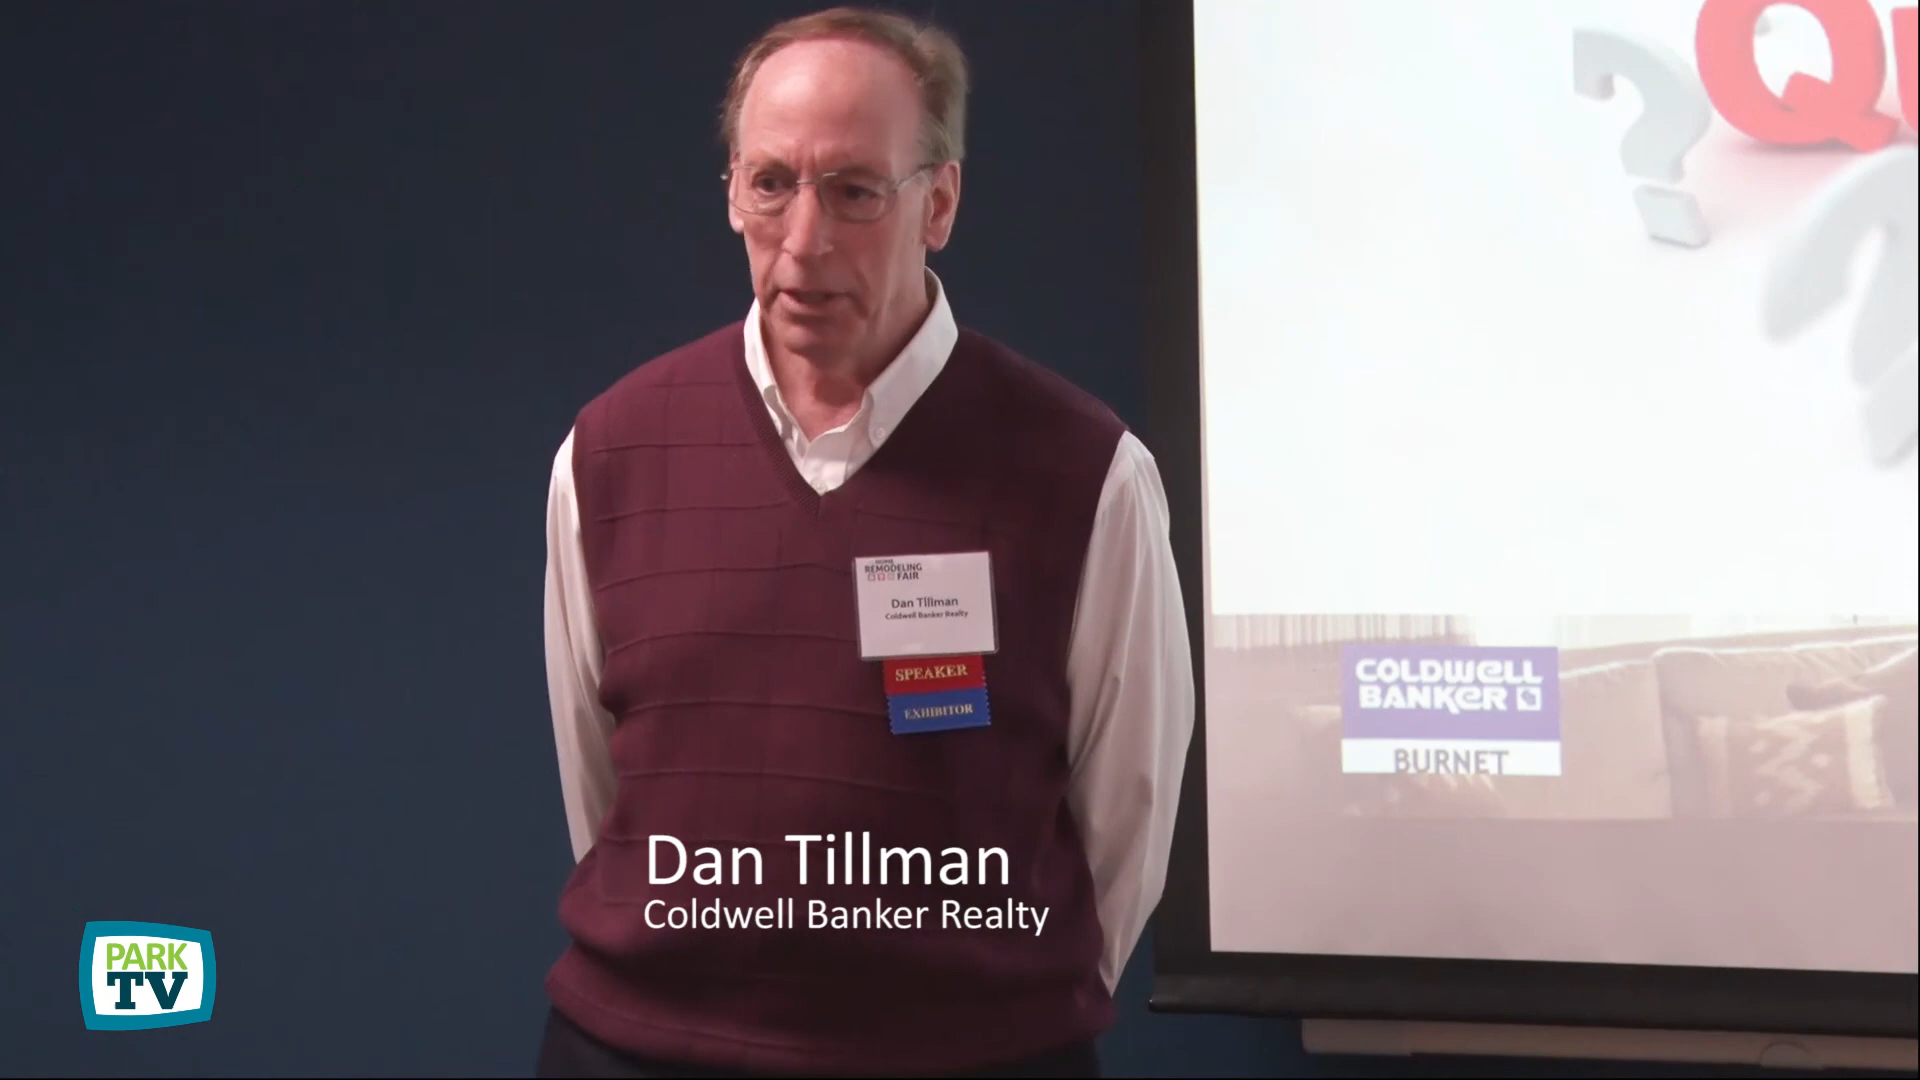 Qu
?
?
HOME
REMODELING
FAIR
Dan Tillman
Coldwell Banker Realty
SPEAKER
EXHIBITOR
COLDWELL
BANKER
BURNET
Dan Tillman
Coldwell Banker Realty
PARK
TV